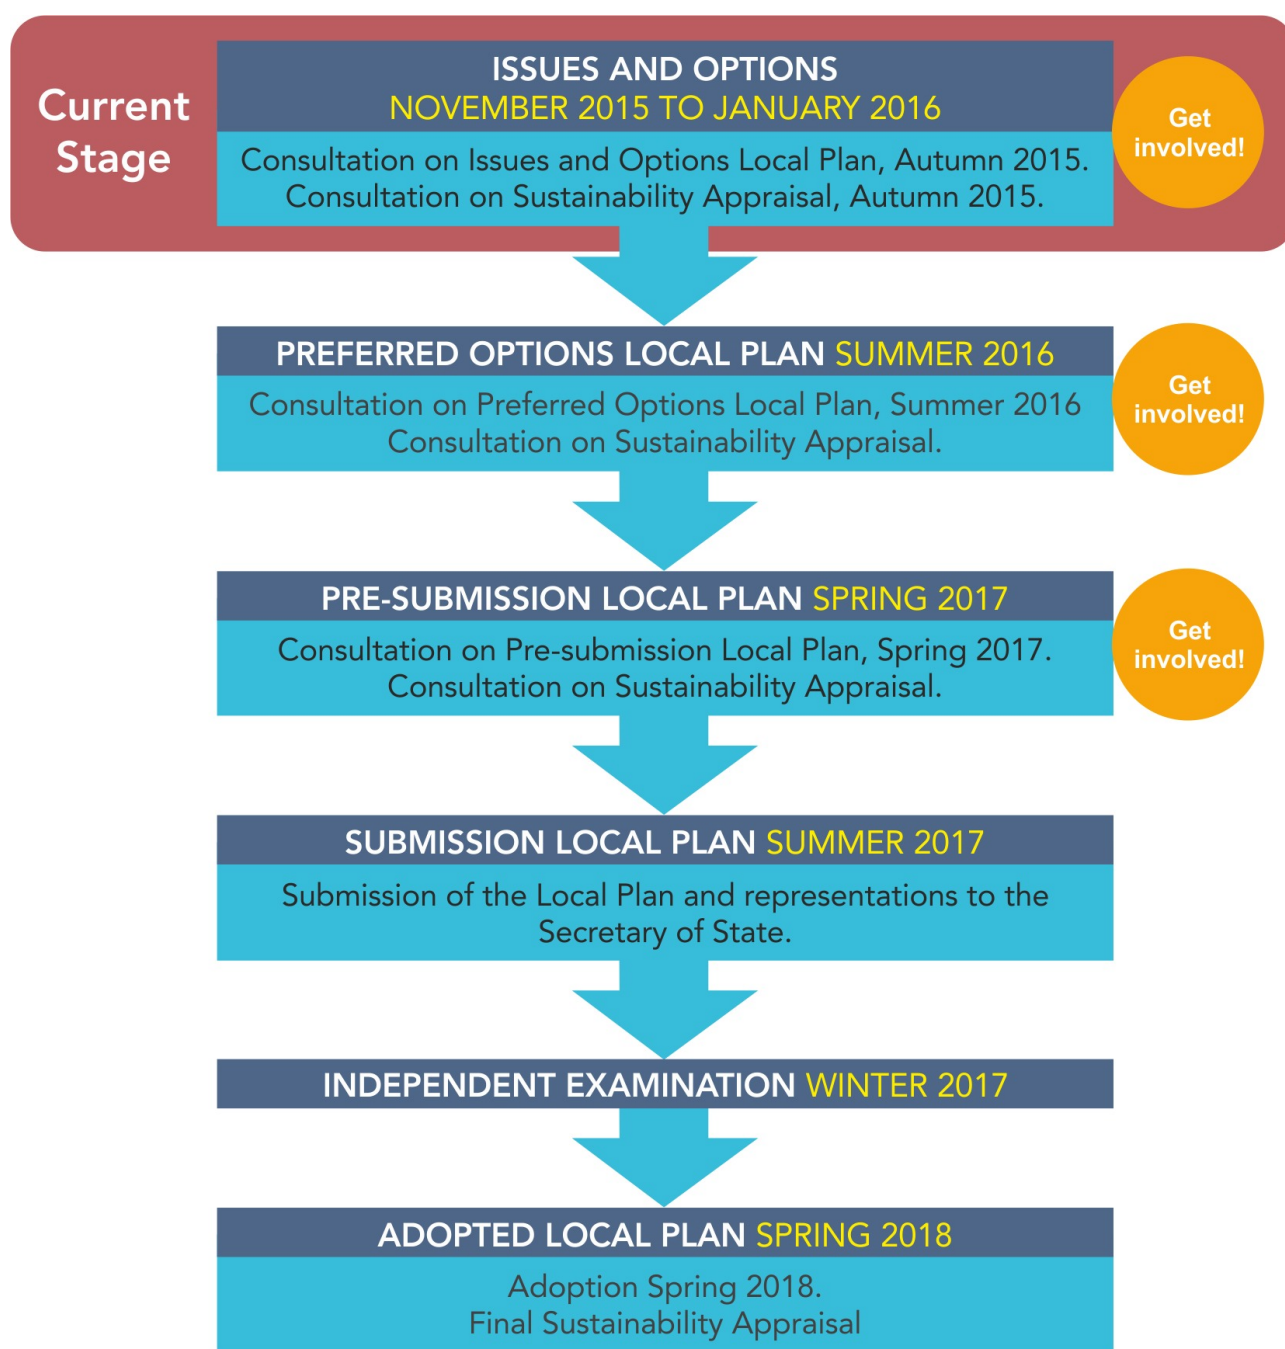 Current
Stage
ISSUES AND OPTIONS
NOVEMBER 2015 TO JANUARY 2016
Consultation on Issues and Options Local Plan, Autumn 2015.
Consultation on Sustainability Appraisal, Autumn 2015.
Get
involved!
PREFERRED OPTIONS LOCAL PLAN SUMMER 2016
Consultation on Preferred Options Local Plan, Summer 2016
Consultation on Sustainability Appraisal.
Get
involved!
PRE-SUBMISSION LOCAL PLAN SPRING 2017
Consultation on Pre-submission Local Plan, Spring 2017.
Consultation on Sustainability Appraisal.
Get
involved!
SUBMISSION LOCAL PLAN SUMMER 2017
Submission of the Local Plan and representations to the
Secretary of State.
INDEPENDENT EXAMINATION WINTER 2017
ADOPTED LOCAL PLAN SPRING 2018
Adoption Spring 2018.
Final Sustainability Appraisal